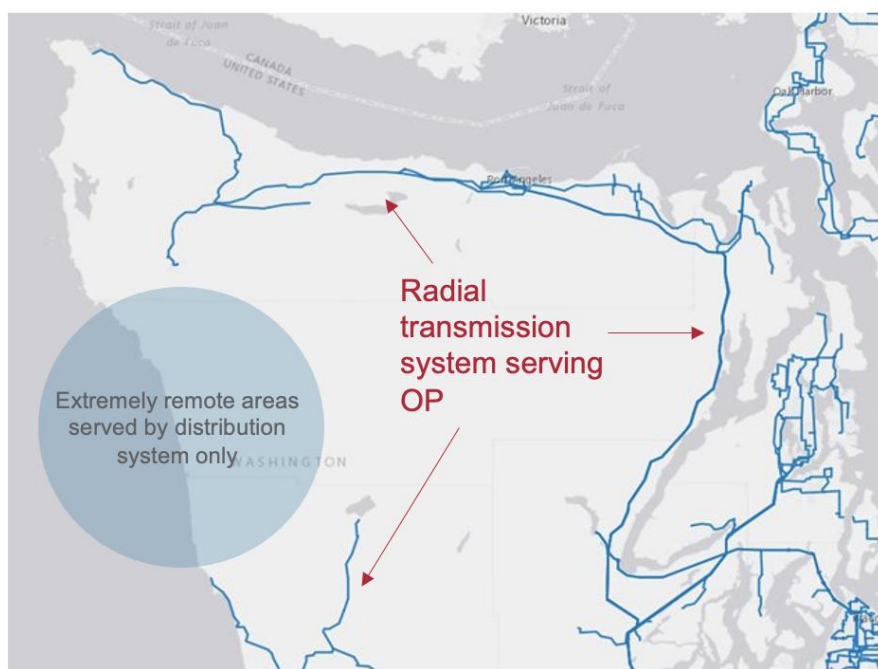 Victoria
Strait of Juan
de Fuca
CANADA
UNITED STATES
Strait of
Juan de Fuca
Oak Harbor
Port Angeles
Radial
transmission
system serving
OP
Extremely remote areas
served by distribution
system only
WASHINGTON